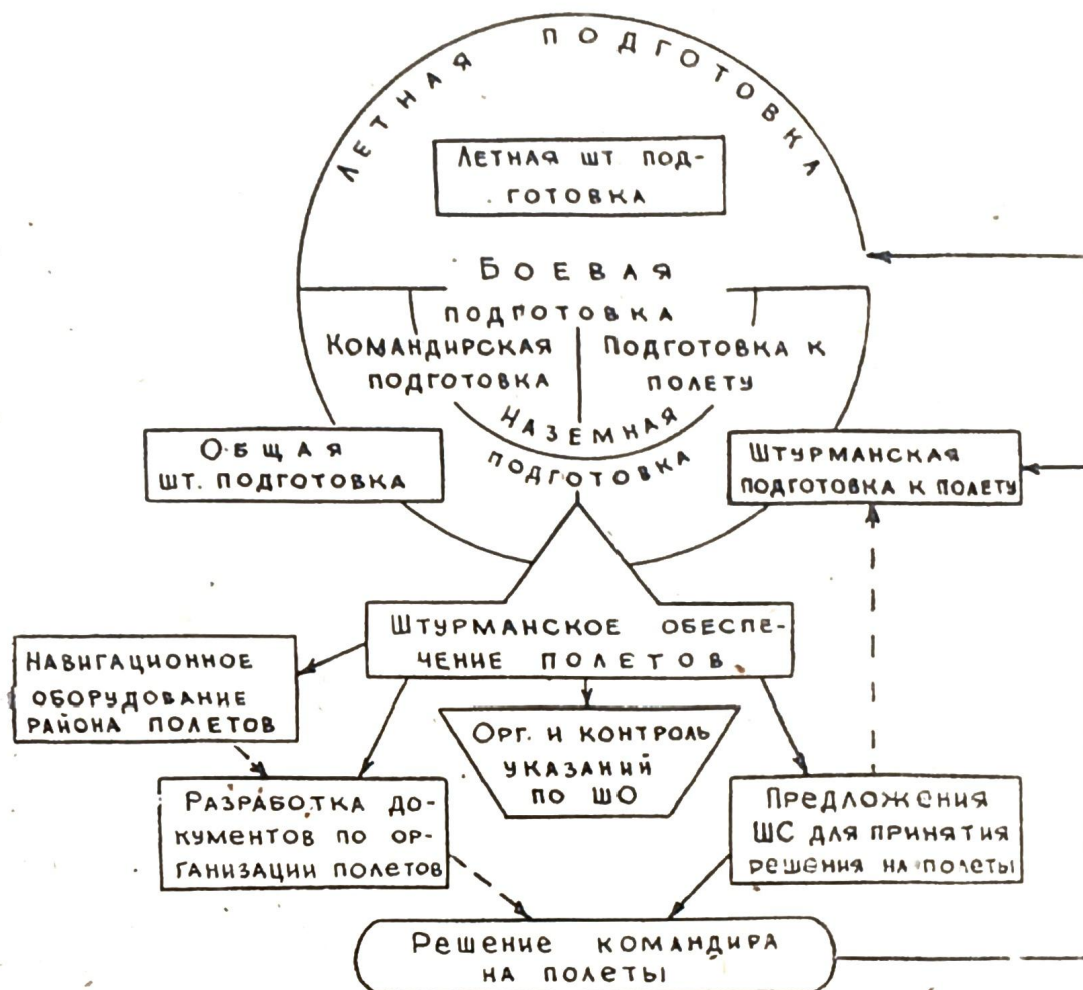 ЛЕТНАЯ ПОДГОТОВКА
ЛЕТНАЯ ШТ. ПОД-
ГОТОВКА
БОЕВАЯ
ПОДГОТОВКА
КОМАНДИРСКАЯ
ПОДГОТОВКА
ПОДГОТОВКА К
ПОЛЕТУ
НАЗЕМНАЯ
ПОДГОТОВКА
ОБЩАЯ
ШТ. ПОДГОТОВКА
ШТУРМАНСКАЯ
ПОДГОТОВКА К ПОЛЕТУ
ШТУРМАНСКОЕ ОБЕСПЕ-
ЧЕНИЕ ПОЛЕТОВ
НАВИГАЦИОННОЕ
ОБОРУДОВАНИЕ
РАЙОНА ПОЛЕТОВ
ОРГ. И КОНТРОЛЬ
УКАЗАНИЙ
ПО ШО
РАЗРАБОТКА ДО-
КУМЕНТОВ ПО ОР-
ГАНИЗАЦИИ ПОЛЕТОВ
ПРЕДЛОЖЕНИЯ
ШС ДЛЯ ПРИНЯТИЯ
РЕШЕНИЯ НА ПОЛЕТЫ
РЕШЕНИЕ КОМАНДИРА
НА ПОЛЕТЫ